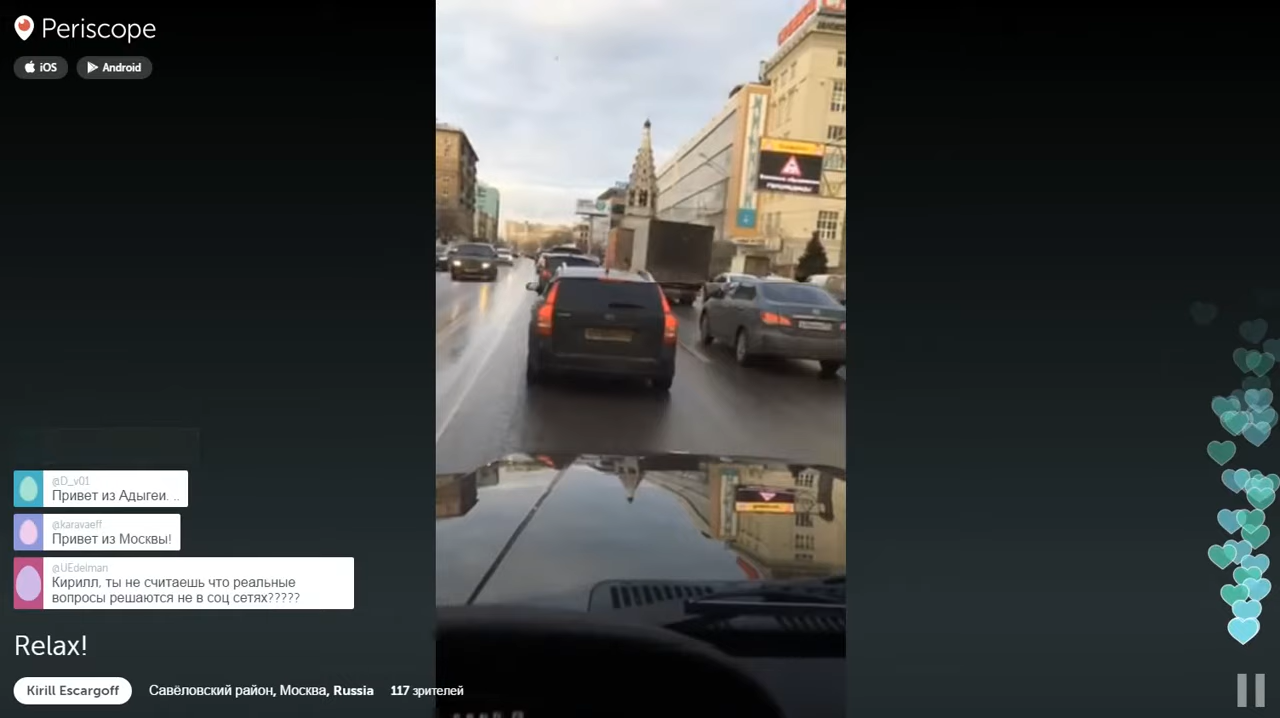 Periscope
iOS
Android
@D_v01
Привет из Адыгеи. ..
@karavaeff
Привет из Москвы!
@UEdelman
Кирилл, ты не считаешь что реальные
вопросы решаются не в соц сетях?????
Relax!
Kirill Escargoff
Савёловский район, Москва, Russia
117 зрителей